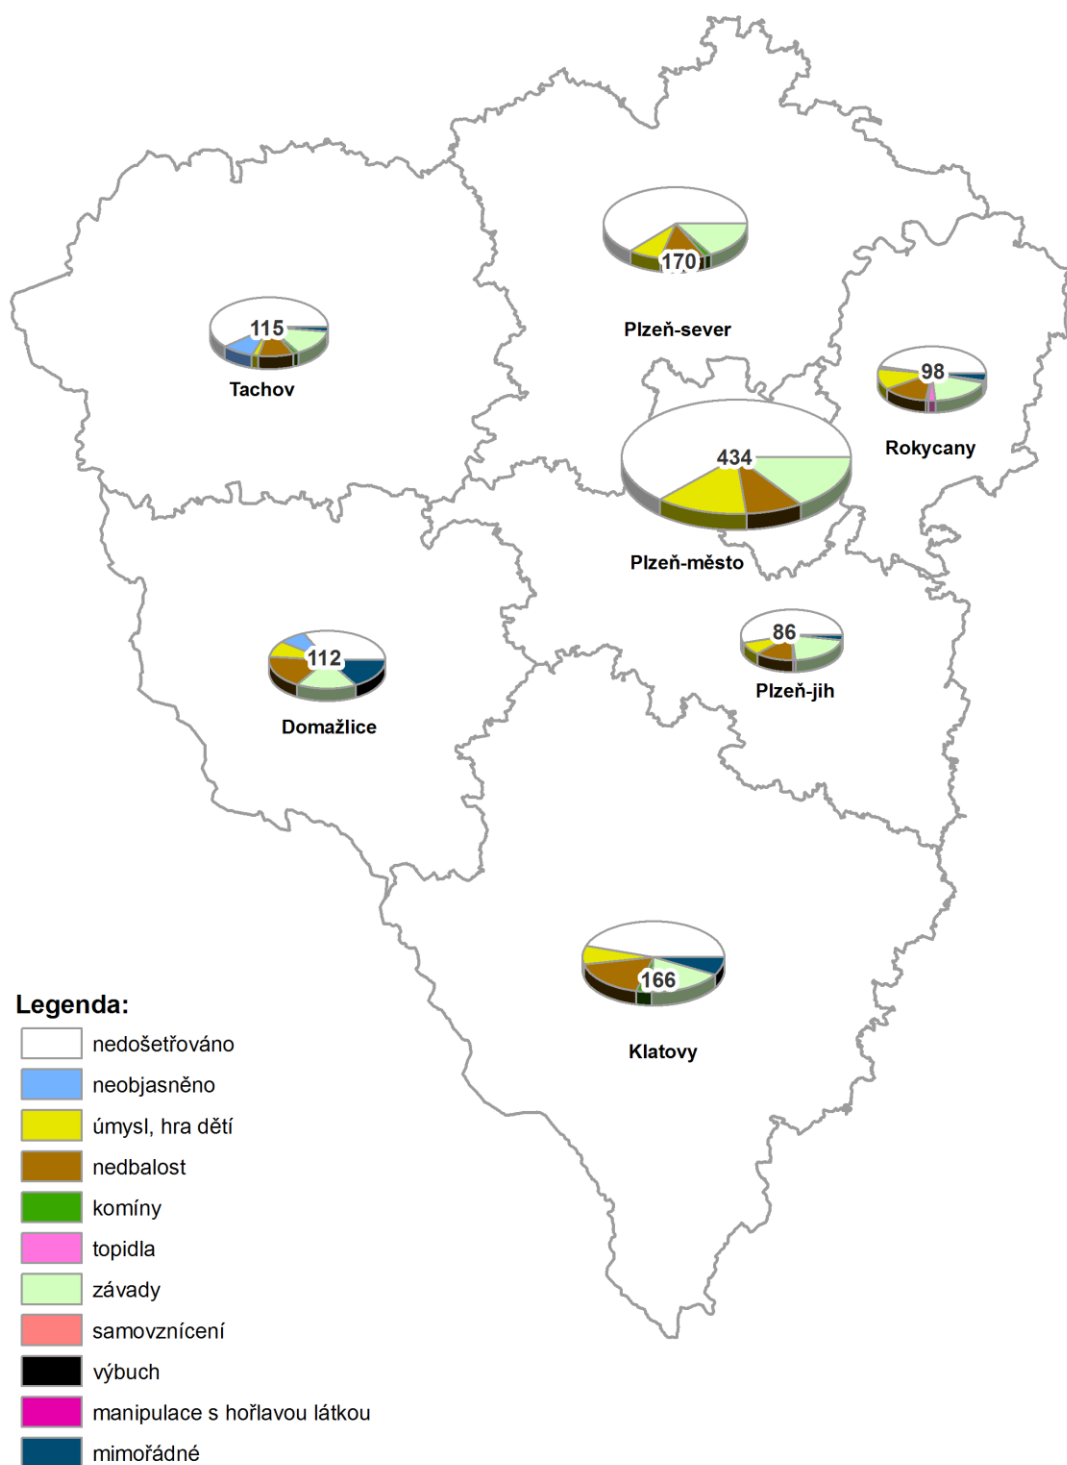 170
Plzeň-sever
115
Tachov
98
Rokycany
434
Plzeň-město
86
Plzeň-jih
112
Domažlice
166
Klatovy
Legenda:
nedošetřováno
neobjasněno
úmysl, hra dětí
nedbalost
komíny
topidla
závady
samovznícení
výbuch
manipulace s hořlavou látkou
mimořádné